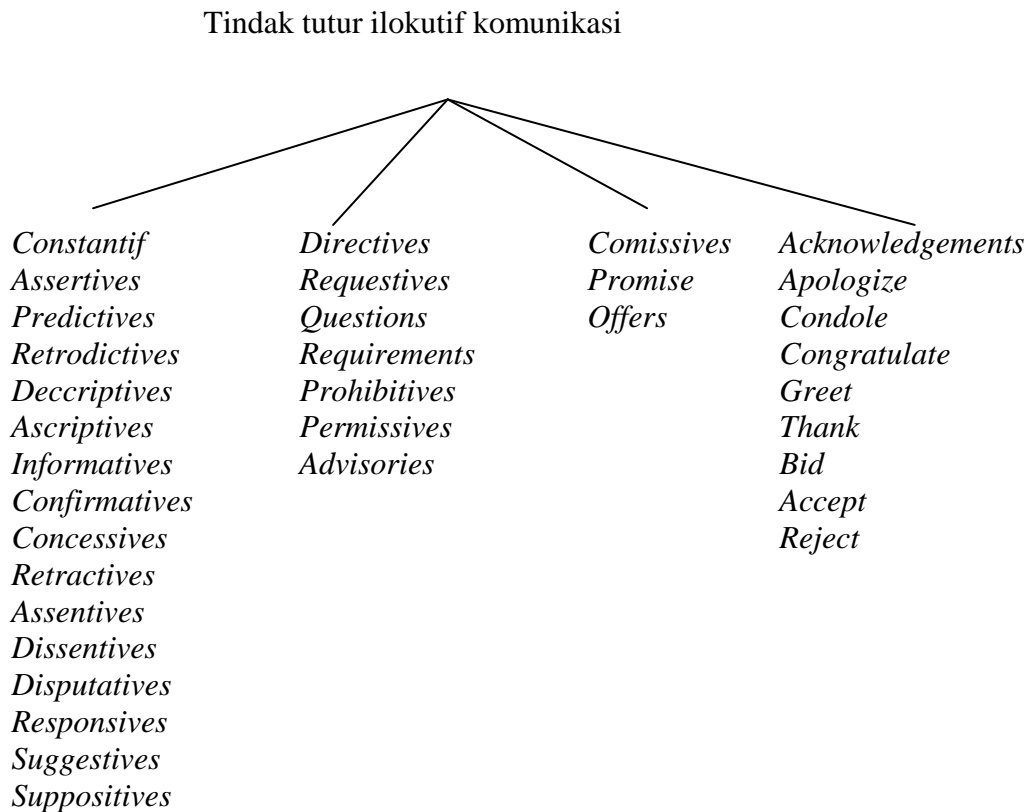 Tindak tutur ilokutif komunikasi
Constantif
Assertives
Predictives
Retrodictives
Deccriptives
Ascriptives
Informatives
Confirmatives
Concessives
Retractives
Assentives
Dissentives
Disputatives
Responsives
Suggestives
Suppositives
Directives
Requestives
Questions
Requirements
Prohibitives
Permissives
Advisories
Comissives
Promise
Offers
Acknowledgements
Apologize
Condole
Congratulate
Greet
Thank
Bid
Accept
Reject